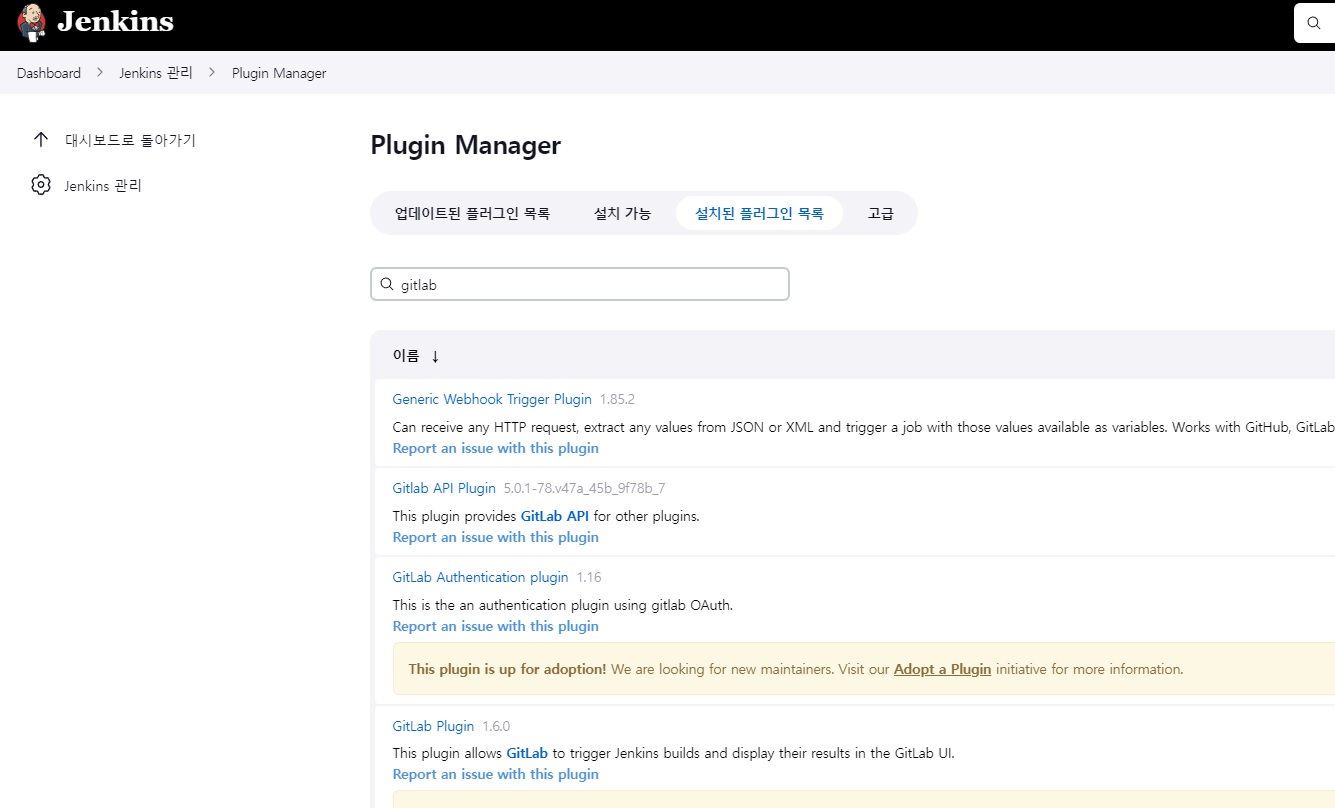 Jenkins
Dashboard > Jenkins 관리 > Plugin Manager
대시보드로 돌아가기
Jenkins 관리
Plugin Manager
업데이트된 플러그인 목록 설치 가능 설치된 플러그인 목록 고급
gitlab
이름 ↓
Generic Webhook Trigger Plugin 1.85.2
Can receive any HTTP request, extract any values from JSON or XML and trigger a job with those values available as variables. Works with GitHub, GitLab
Report an issue with this plugin
Gitlab API Plugin 5.0.1-78.v47a_45b_9f78b_7
This plugin provides GitLab API for other plugins.
Report an issue with this plugin
GitLab Authentication plugin 1.16
This is the an authentication plugin using gitlab OAuth.
Report an issue with this plugin
This plugin is up for adoption! We are looking for new maintainers. Visit our Adopt a Plugin initiative for more information.
GitLab Plugin 1.6.0
This plugin allows GitLab to trigger Jenkins builds and display their results in the GitLab UI.
Report an issue with this plugin